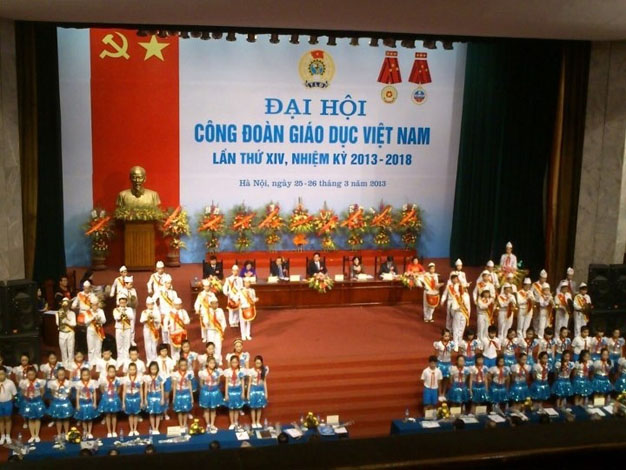 ĐẠI HỘI
CÔNG ĐOÀN GIÁO DỤC VIỆT NAM
LẦN THỨ XIV, NHIỆM KỲ 2013-2018
Hà Nội, ngày 25-26 tháng 3 năm 2013